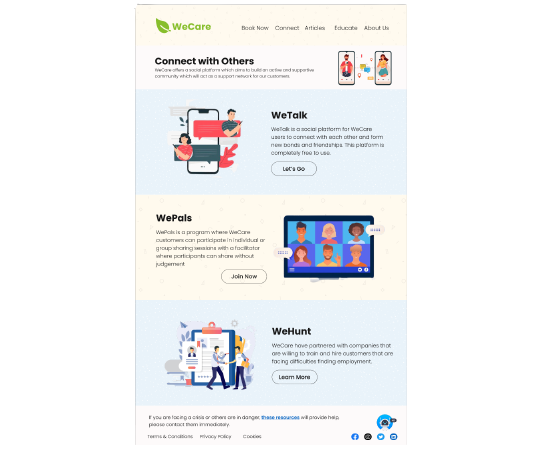 WeCare
Book Now Connect Articles Educate About Us
Connect with Others
WeCare offers a social platform which aims to build an active and supportive
community which will act as a support network for our customers
WeTalk
WeTalk is a social platform for WeCare
users to connect with each other and form
new bonds and friendships. This platform is
completely free to use.
Let's Go
WePals
WePals is a program where WeCare
customers can participate in individual or
group sharing sessions with a facilitator
where participants can share without
judgement
Join Now
WeHunt
WeCare have partnered with companies that
are willing to train and hire customers that are
facing difficulties finding employment.
Learn More
If you are facing a crisis or others are in danger, these resources will provide help,
please contact them immediately.
Terms & Conditions Privacy Policy Cookies